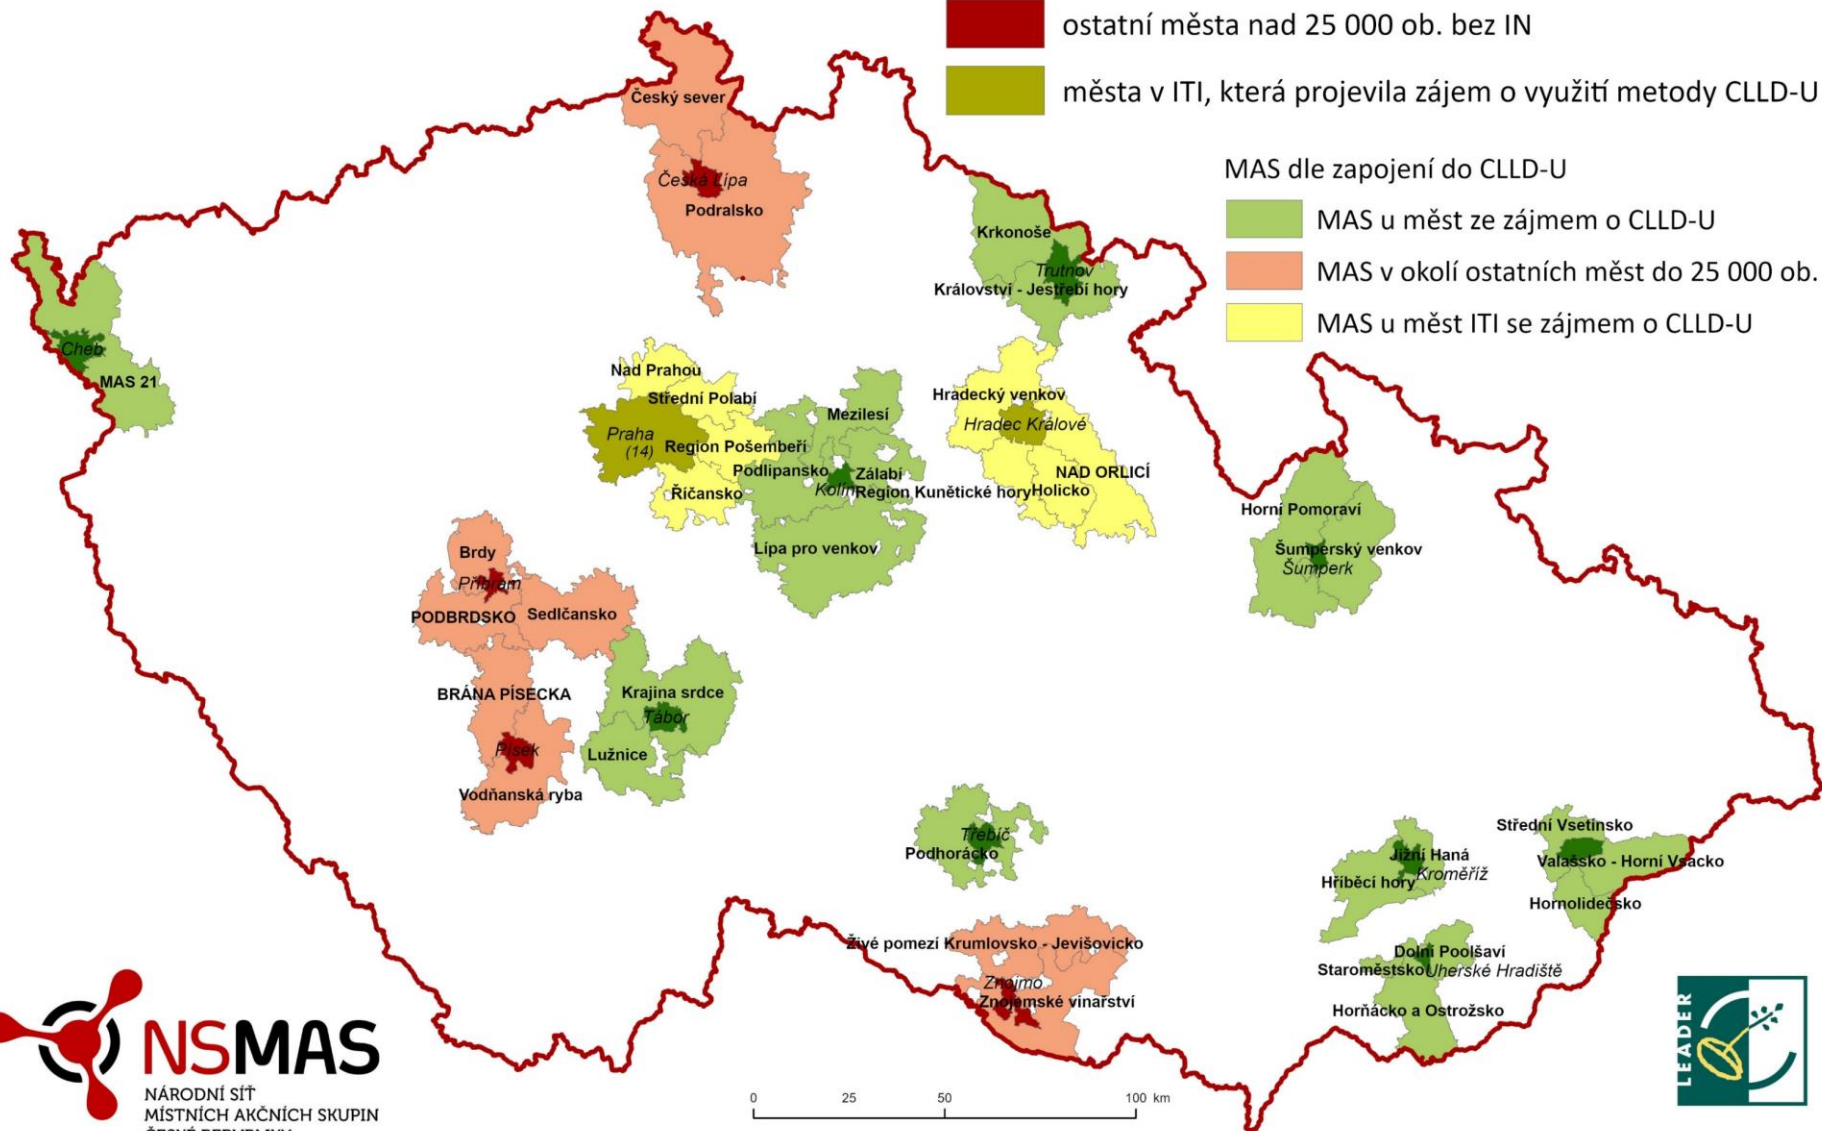 ostatní města nad 25 000 ob. bez IN
města v ITI, která projevila zájem o využití metody CLLD-U
MAS dle zapojení do CLLD-U
MAS u měst ze zájmem o CLLD-U
MAS v okolí ostatních měst do 25 000 ob.
MAS u měst ITI se zájmem o CLLD-U
Český sever
Česká Lípa
Podralsko
Krkonoše
Trutnov
Království - Jestřebí hory
Cheb
MAS 21
Nad Prahou
Střední Polabí
Praha
(14)
Region Pošembeří
Říčansko
Mezilesí
Podlipansko
Zálabí
Kolín
Region Kunětické hory
Lípa pro venkov
Hradecký venkov
Hradec Králové
NAD ORLICÍ
Holicko
Horní Pomoraví
Šumperský venkov
Šumperk
Brdy
Příbram
PODBRDSKO
Sedlčansko
BRÁNA PÍSECKA
Písek
Vodňanská ryba
Krajina srdce
Tábor
Lužnice
Třebíč
Podhorácko
Živé pomezí Krumlovsko - Jevišovicko
Znojmo
Znojemské vinařství
Jižní Haná
Kroměříž
Hříběcí hory
Střední Vsetínsko
Valašsko - Horní Vsacko
Hornolidečsko
Dolní Poolšaví
Staroměstsko
Uherské Hradiště
Horňácko a Ostrožsko
NSMAS
NÁRODNÍ SÍŤ
MÍSTNÍCH AKČNÍCH SKUPIN
0 25 50 100 km
LEADER